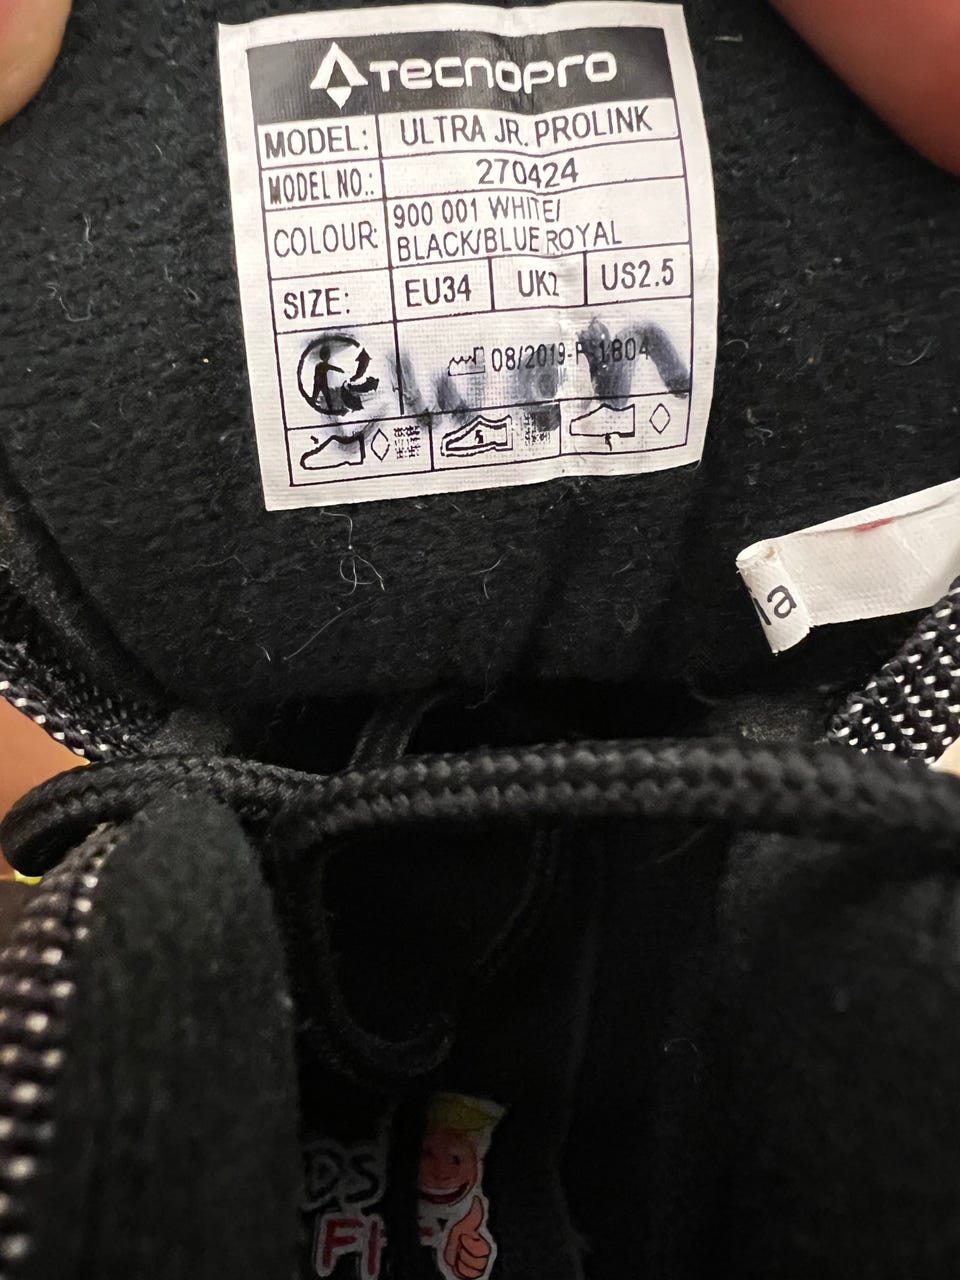 TECNOPRO
MODEL: ULTRA JR. PROLINK
MODEL NO.: 270424
COLOUR: 900 001 WHITE/
BLACK/BLUE ROYAL
SIZE: EU34 UK2 US2.5
08/2019-